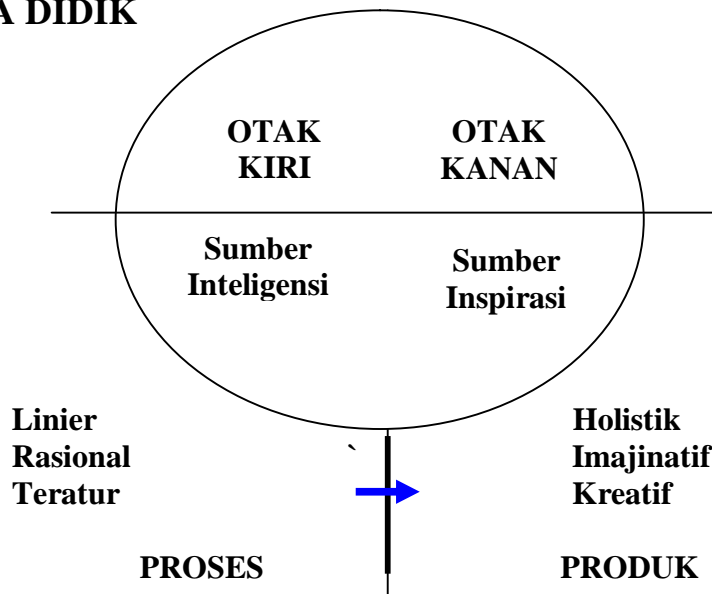 A DIDIK
OTAK
KIRI
OTAK
KANAN
Sumber
Inteligensi
Sumber
Inspirasi
Linier
Rasional
Teratur
`
Holistik
Imajinatif
Kreatif
PROSES
PRODUK